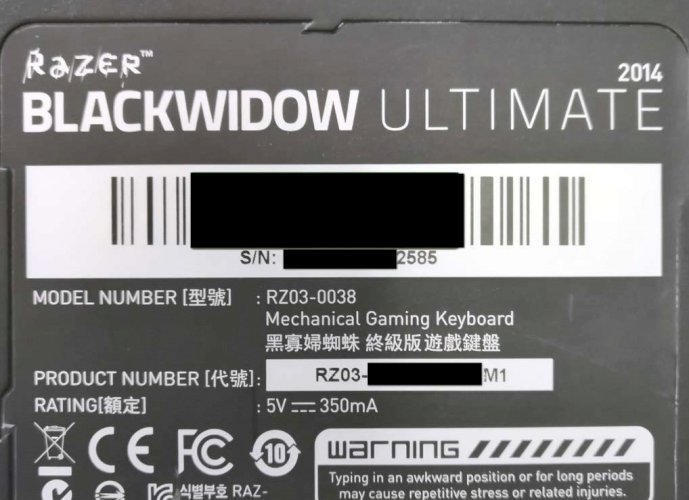 RAZER™
2014
BLACKWIDOW ULTIMATE
S/N: 2585
MODEL NUMBER [型號] : RZ03-0038
Mechanical Gaming Keyboard
黑寡婦蜘蛛 終級版 遊戲鍵盤
PRODUCT NUMBER [代號] : RZ03- M1
RATING[額定] : 5V ⎓ 350mA
CE FC 10 warning
Typing in an awkward position or for long periods
식별부호 RAZ- may cause repetitive stress or related injuries.